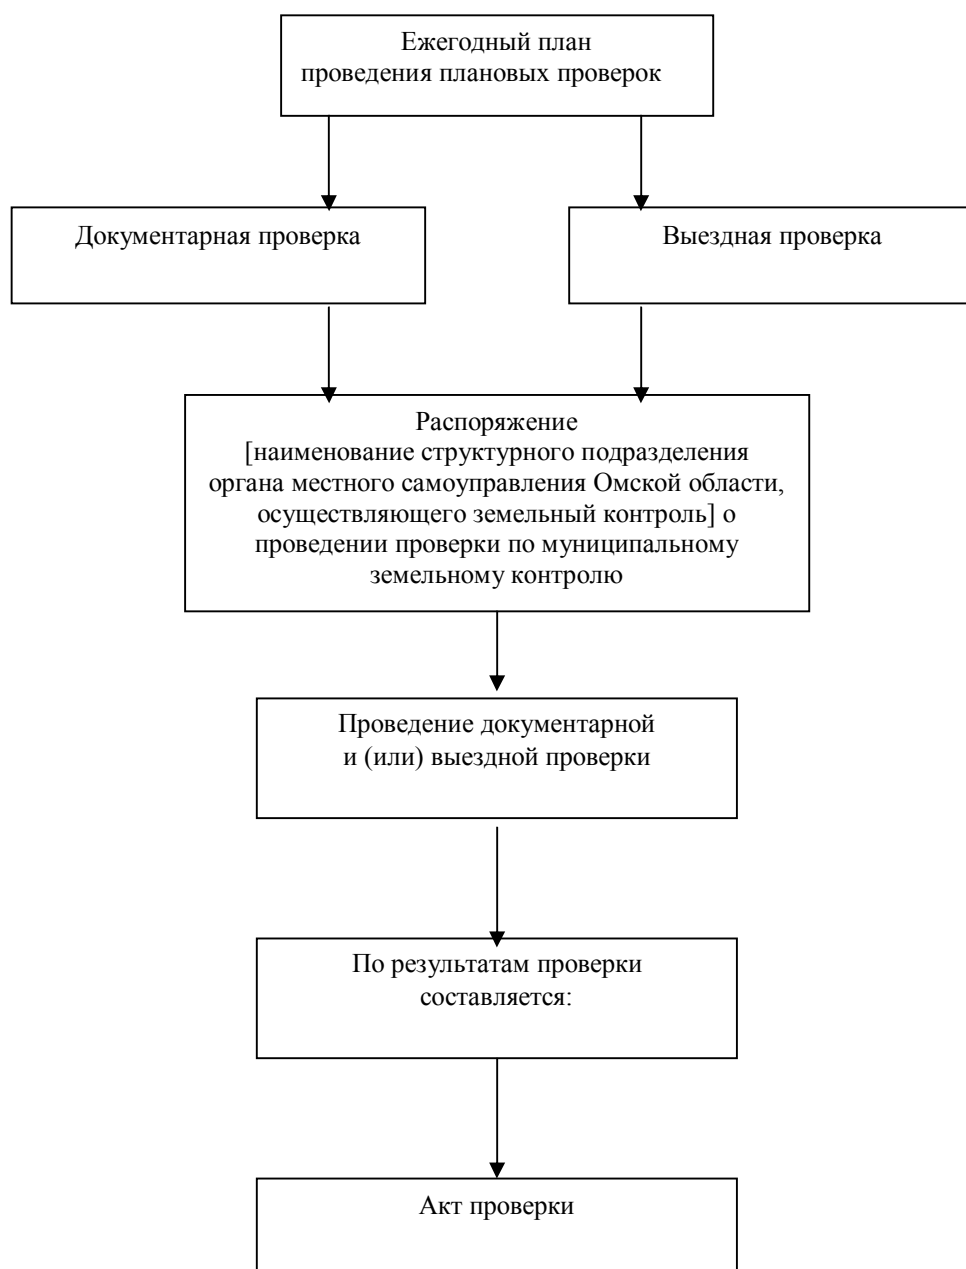 Ежегодный план
проведения плановых проверок
Документарная проверка
Выездная проверка
Распоряжение
[наименование структурного подразделения
органа местного самоуправления Омской области,
осуществляющего земельный контроль] о
проведении проверки по муниципальному
земельному контролю
Проведение документарной
и (или) выездной проверки
По результатам проверки
составляется:
Акт проверки